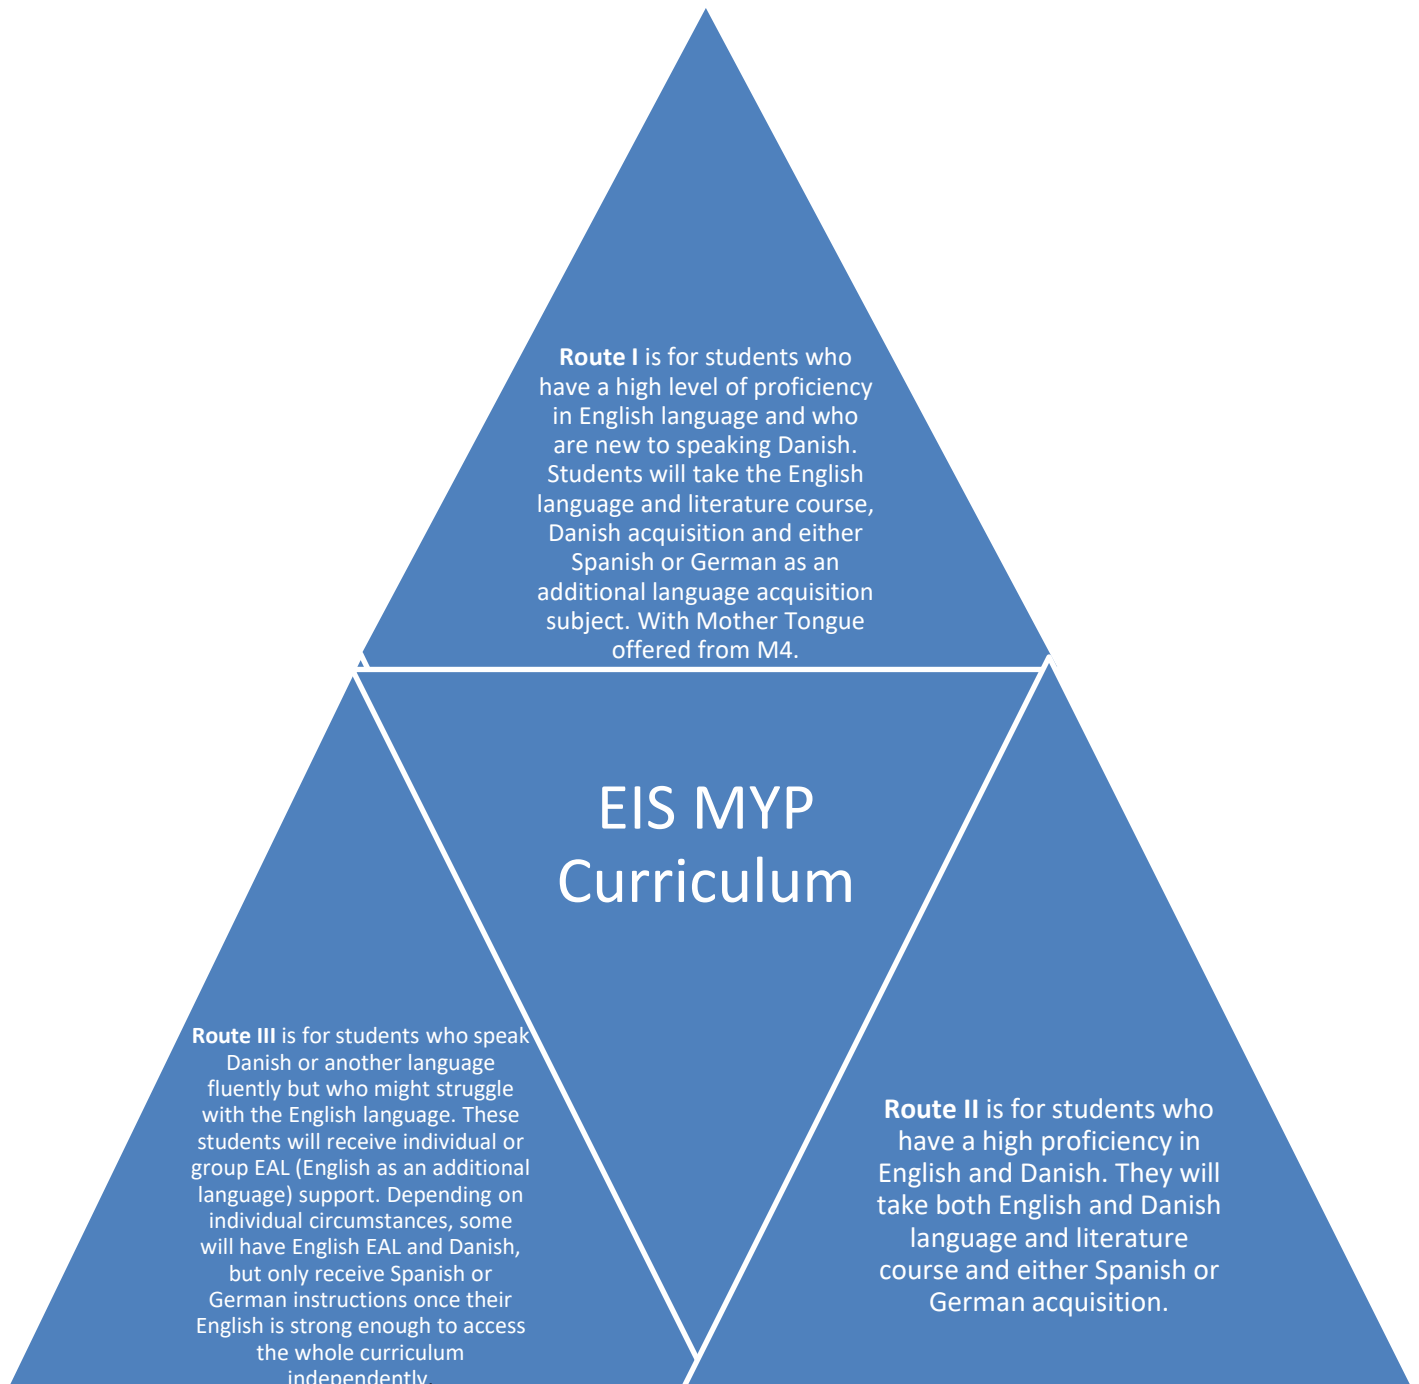 Route I is for students who
have a high level of proficiency
in English language and who
are new to speaking Danish.
Students will take the English
language and literature course,
Danish acquisition and either
Spanish or German as an
additional language acquisition
subject. With Mother Tongue
offered from M4.
EIS MYP
Curriculum
Route III is for students who speak
Danish or another language
fluently but who might struggle
with the English language. These
students will receive individual or
group EAL (English as an additional
language) support. Depending on
individual circumstances, some
will have English EAL and Danish,
but only receive Spanish or
German instructions once their
English is strong enough to access
the whole curriculum
independently.
Route II is for students who
have a high proficiency in
English and Danish. They will
take both English and Danish
language and literature
course and either Spanish or
German acquisition.